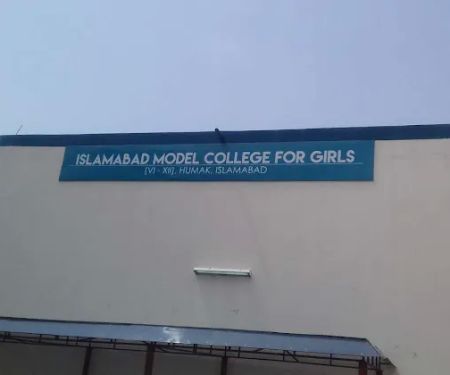 ISLAMABAD MODEL COLLEGE FOR GIRLS
[VI - XII], HUMAK, ISLAMABAD